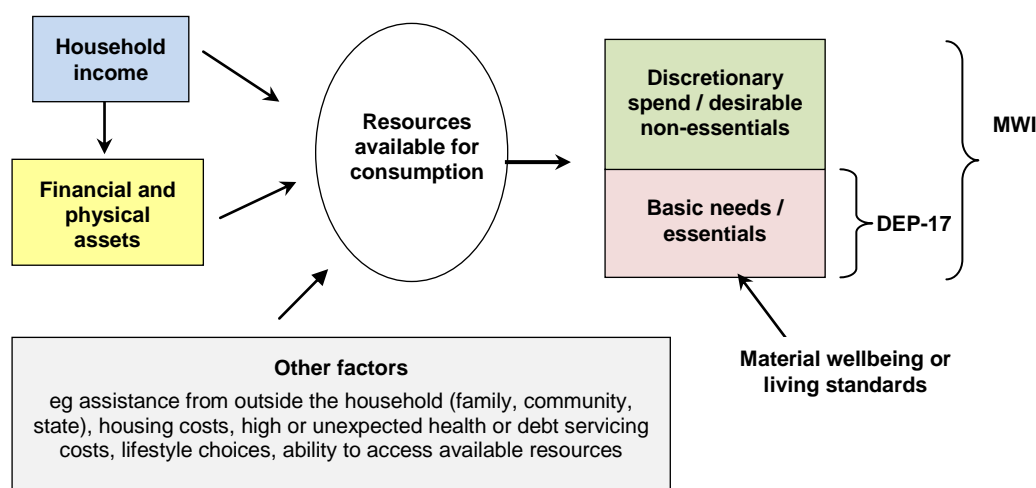 Household
income
Financial and
physical
assets
Resources
available for
consumption
Discretionary
spend / desirable
non-essentials
Basic needs /
essentials
DEP-17
MWI
Material wellbeing or
living standards
Other factors
eg assistance from outside the household (family, community,
state), housing costs, high or unexpected health or debt servicing
costs, lifestyle choices, ability to access available resources